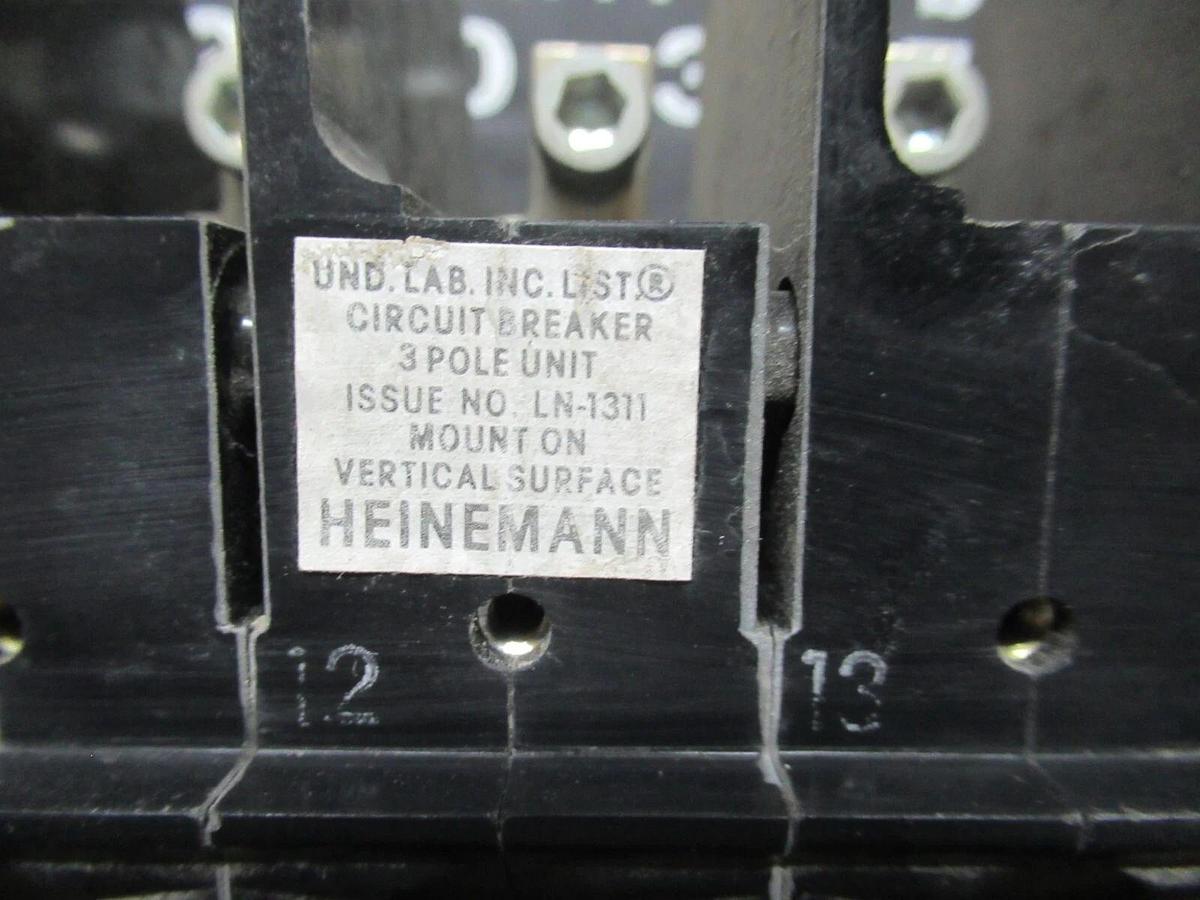 UND. LAB. INC. LIST.®
CIRCUIT BREAKER
3 POLE UNIT
ISSUE NO. LN-1311
MOUNT ON
VERTICAL SURFACE
HEINEMANN
12
13